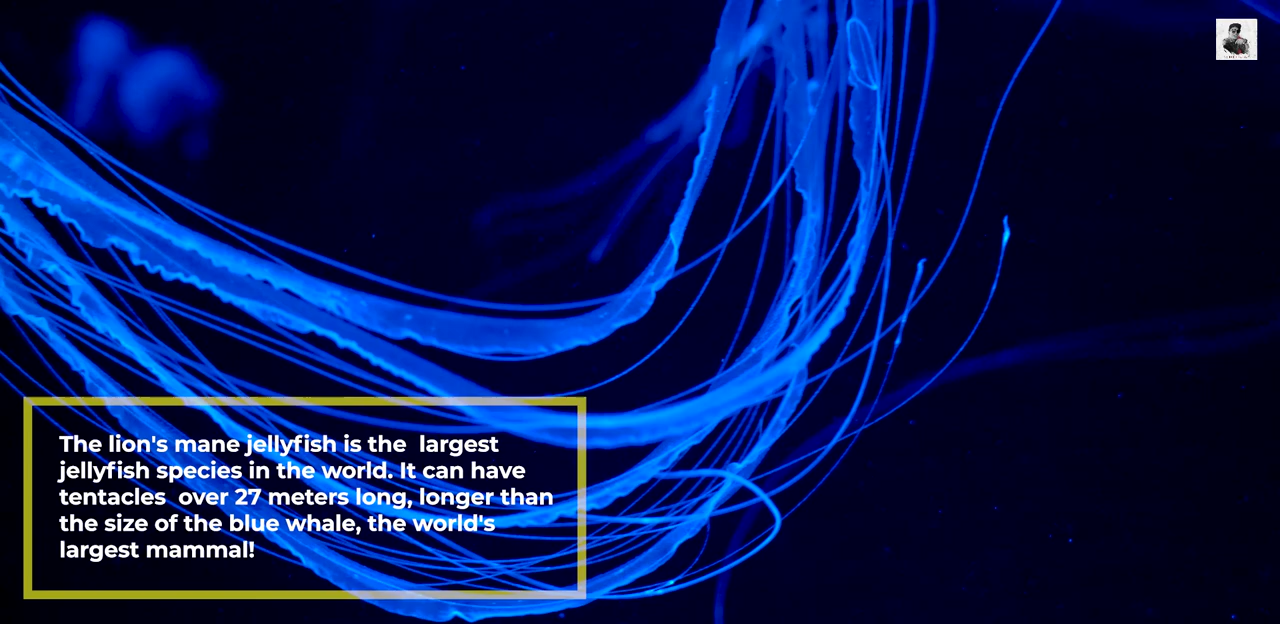 The lion's mane jellyfish is the  largest
jellyfish species in the world. It can have
tentacles  over 27 meters long, longer than
the size of the blue whale, the world's
largest mammal!